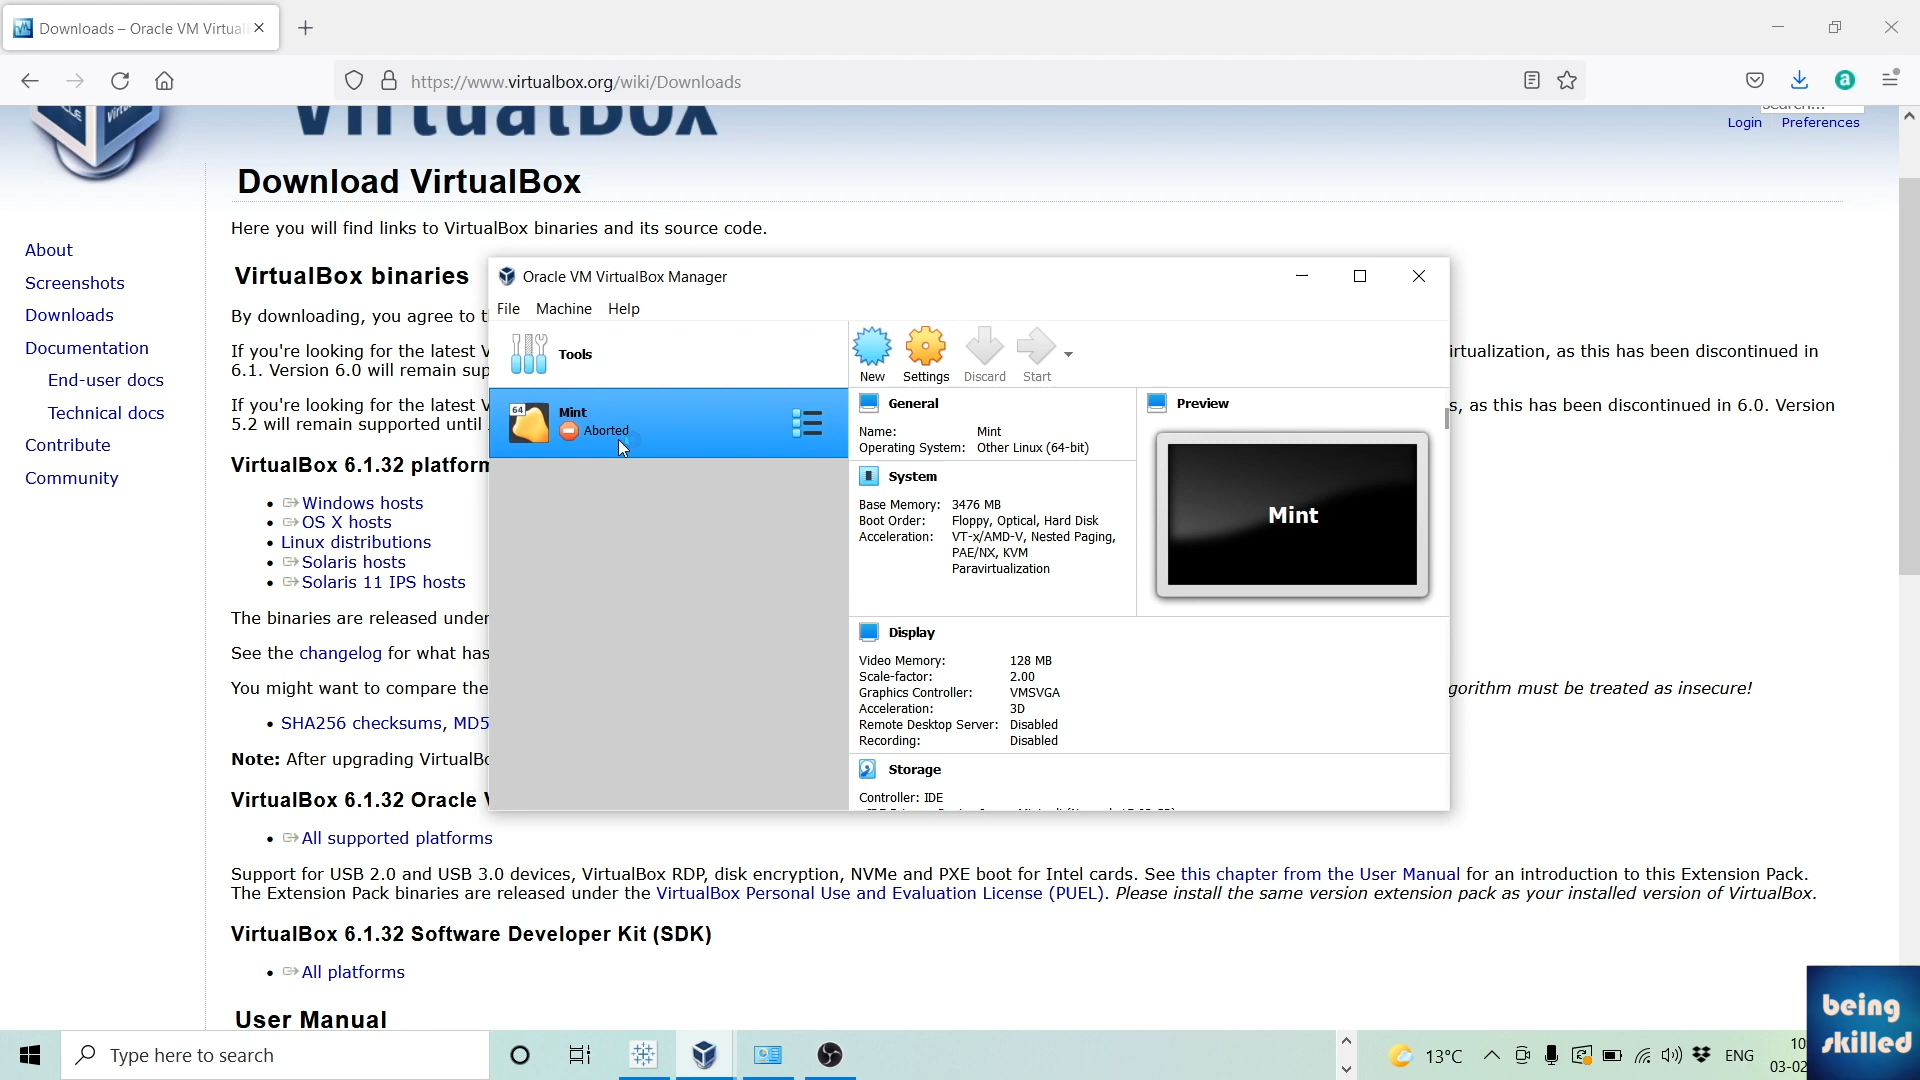 Downloads – Oracle VM Virtual
https://www.virtualbox.org/wiki/Downloads
VirtualBox
Login Preferences
Download VirtualBox
Here you will find links to VirtualBox binaries and its source code.
About
Screenshots
Downloads
Documentation
End-user docs
Technical docs
Contribute
Community
VirtualBox binaries
By downloading, you agree to t
If you're looking for the latest V
irtualization, as this has been discontinued in
6.1. Version 6.0 will remain sup
If you're looking for the latest V
s, as this has been discontinued in 6.0. Version
5.2 will remain supported until
VirtualBox 6.1.32 platform
Windows hosts
OS X hosts
Linux distributions
Solaris hosts
Solaris 11 IPS hosts
The binaries are released under
See the changelog for what has
You might want to compare the
gorithm must be treated as insecure!
SHA256 checksums, MD5
Note: After upgrading VirtualBo
VirtualBox 6.1.32 Oracle V
All supported platforms
Support for USB 2.0 and USB 3.0 devices, VirtualBox RDP, disk encryption, NVMe and PXE boot for Intel cards. See this chapter from the User Manual for an introduction to this Extension Pack.
The Extension Pack binaries are released under the VirtualBox Personal Use and Evaluation License (PUEL). Please install the same version extension pack as your installed version of VirtualBox.
VirtualBox 6.1.32 Software Developer Kit (SDK)
All platforms
User Manual
Oracle VM VirtualBox Manager
File Machine Help
Tools
New Settings Discard Start
64
Mint
Aborted
General
Name: Mint
Operating System: Other Linux (64-bit)
System
Base Memory: 3476 MB
Boot Order: Floppy, Optical, Hard Disk
Acceleration: VT-x/AMD-V, Nested Paging,
PAE/NX, KVM
Paravirtualization
Preview
Mint
Display
Video Memory: 128 MB
Scale-factor: 2.00
Graphics Controller: VMSVGA
Acceleration: 3D
Remote Desktop Server: Disabled
Recording: Disabled
Storage
Controller: IDE
Type here to search
13°C
ENG
10
03-02
a
being
skilled